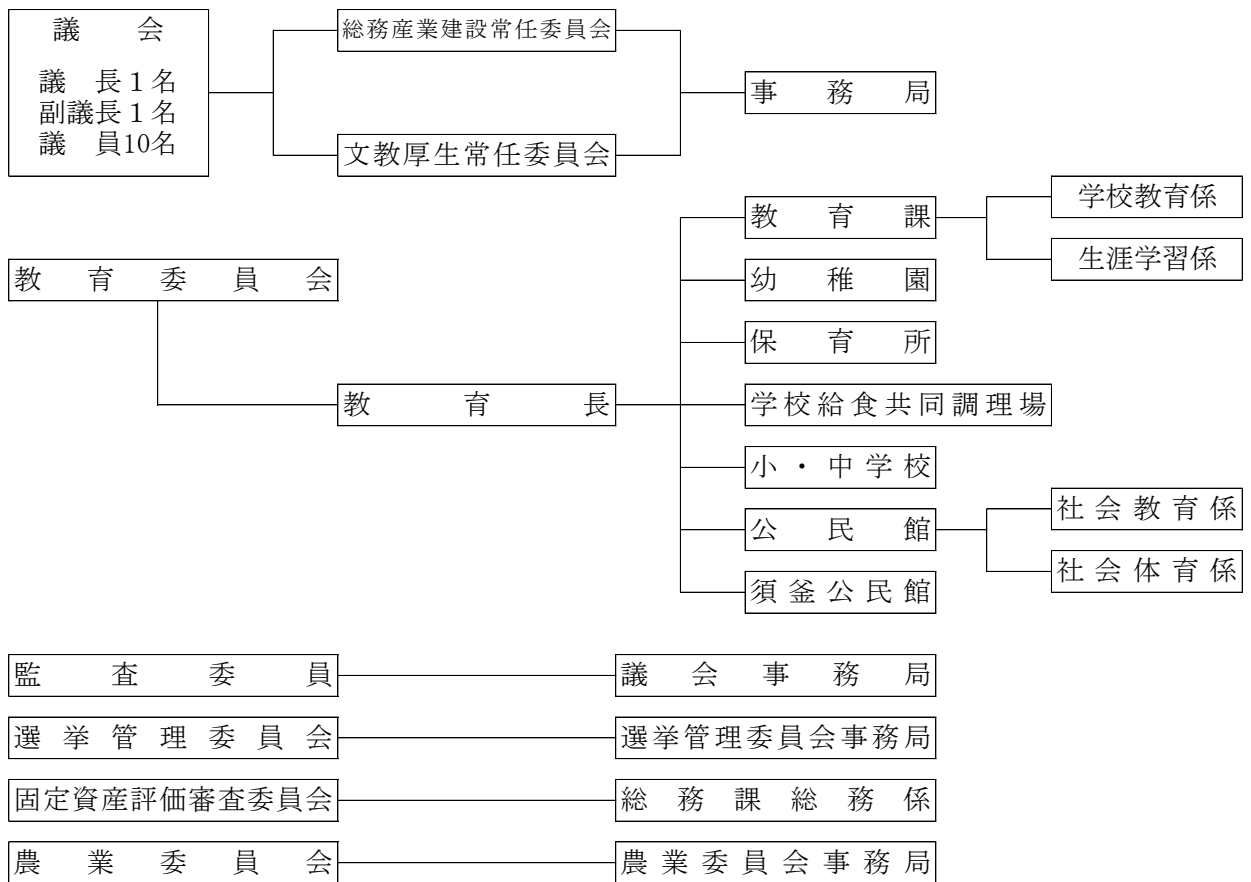 議会
議長1名
副議長1名
議員10名
総務産業建設常任委員会
文教厚生常任委員会
事務局
教育委員会
教育長
教育課
学校教育係
生涯学習係
幼稚園
保育所
学校給食共同調理場
小・中学校
公民館
社会教育係
社会体育係
須釜公民館
監査委員
議会事務局
選挙管理委員会
選挙管理委員会事務局
固定資産評価審査委員会
総務課総務係
農業委員会
農業委員会事務局